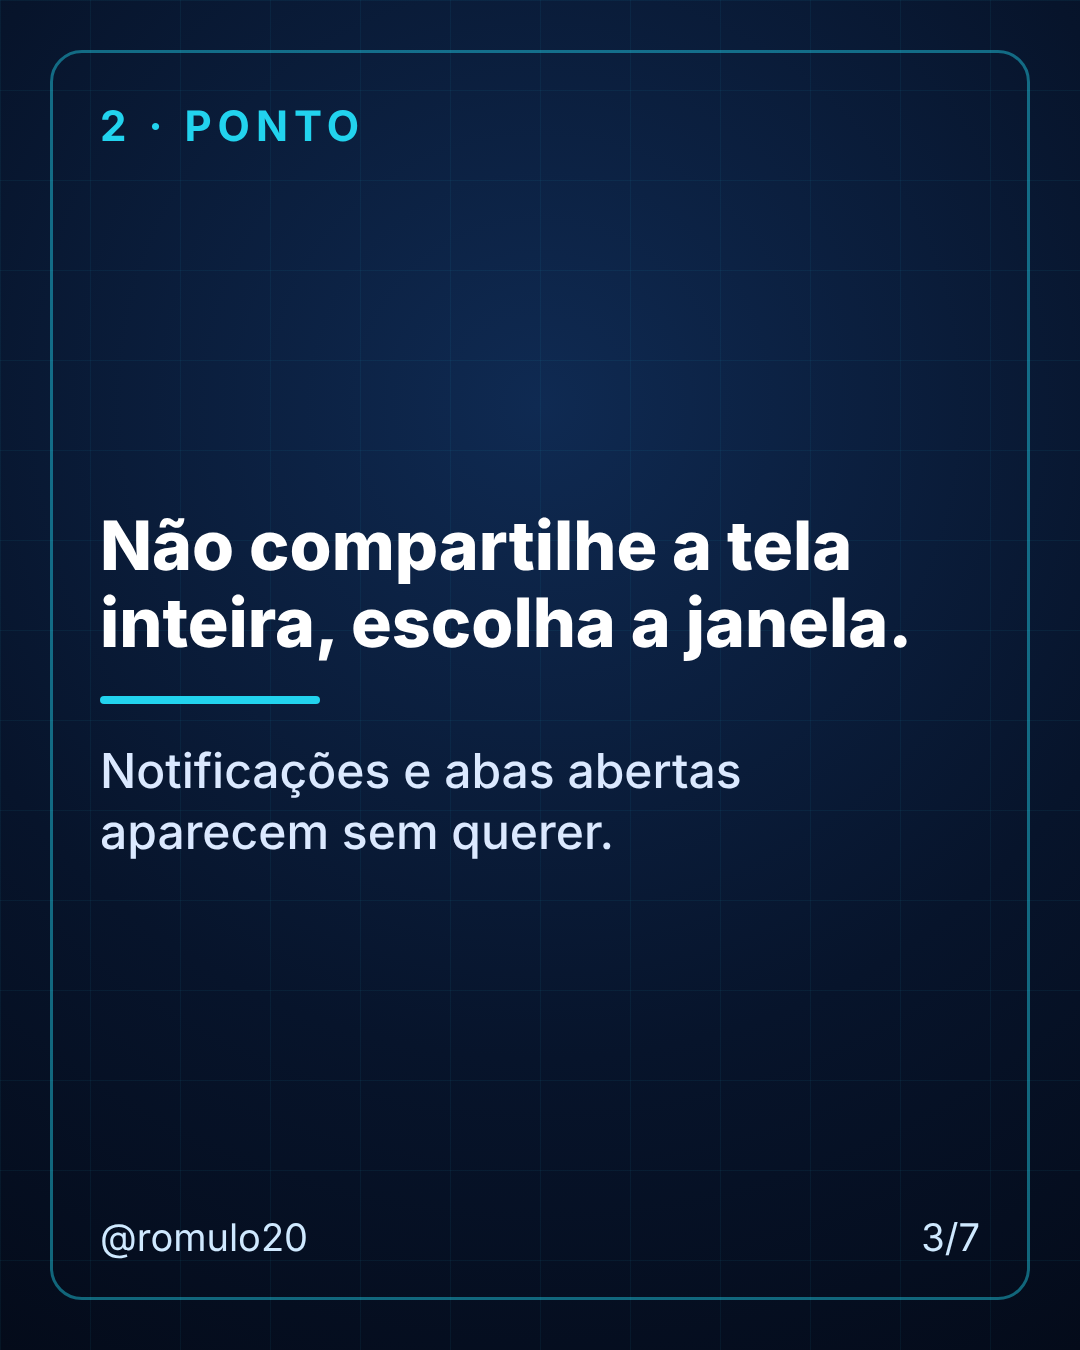 2 · PONTO
Não compartilhe a tela
inteira, escolha a janela.
Notificações e abas abertas
aparecem sem querer.
@romulo20
3/7